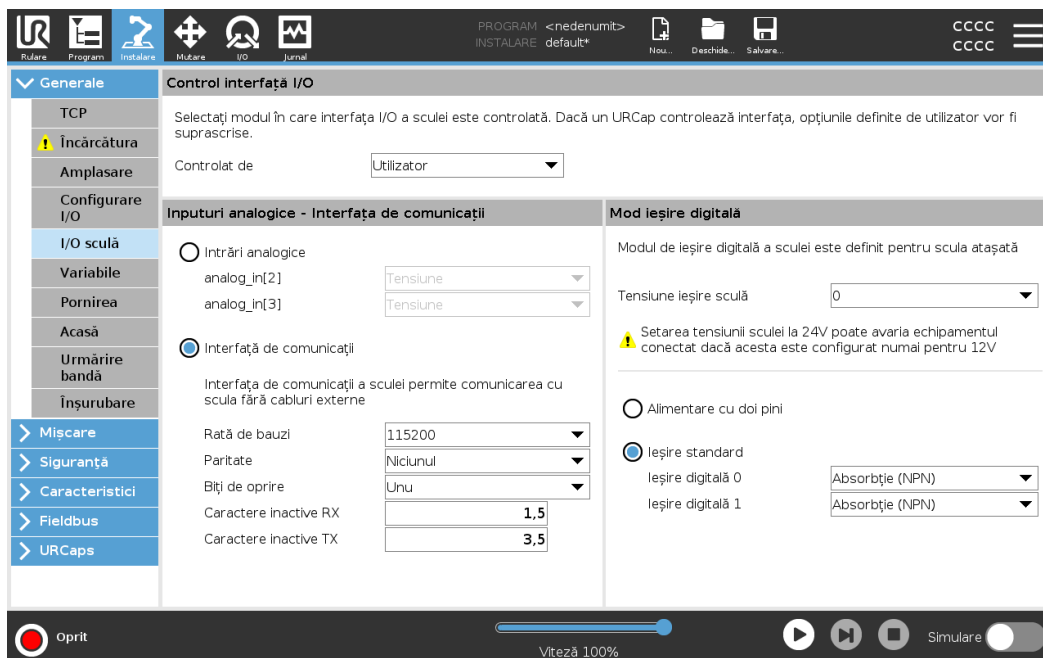 Rulare
Program
Instalare
Mutare
I/O
Jurnal
PROGRAM <nedenumit>
INSTALARE default*
Nou...
Deschide...
Salvare...
CCCC
CCCC
Generale
TCP
Încărcătura
Amplasare
Configurare
I/O
I/O sculă
Variabile
Pornirea
Acasă
Urmărire
bandă
Înșurubare
Mișcare
Siguranță
Caracteristici
Fieldbus
URCaps
Control interfață I/O
Selectați modul în care interfața I/O a sculei este controlată. Dacă un URCap controlează interfața, opțiunile definite de utilizator vor fi
suprascrise.
Controlat de
Utilizator
Inputuri analogice - Interfața de comunicații
Intrări analogice
analog_in[2]
Tensiune
analog_in[3]
Tensiune
Interfață de comunicații
Interfața de comunicații a sculei permite comunicarea cu
scula fără cabluri externe
Rată de bauzi
115200
Paritate
Niciunul
Biți de oprire
Unu
Caractere inactive RX
1,5
Caractere inactive TX
3,5
Mod ieșire digitală
Modul de ieșire digitală a sculei este definit pentru scula atașată
Tensiune ieșire sculă
0
Setarea tensiunii sculei la 24V poate avaria echipamentul
conectat dacă acesta este configurat numai pentru 12V
Alimentare cu doi pini
Ieșire standard
Ieșire digitală 0
Absorbție (NPN)
Ieșire digitală 1
Absorbție (NPN)
Oprit
Viteză 100%
Simulare